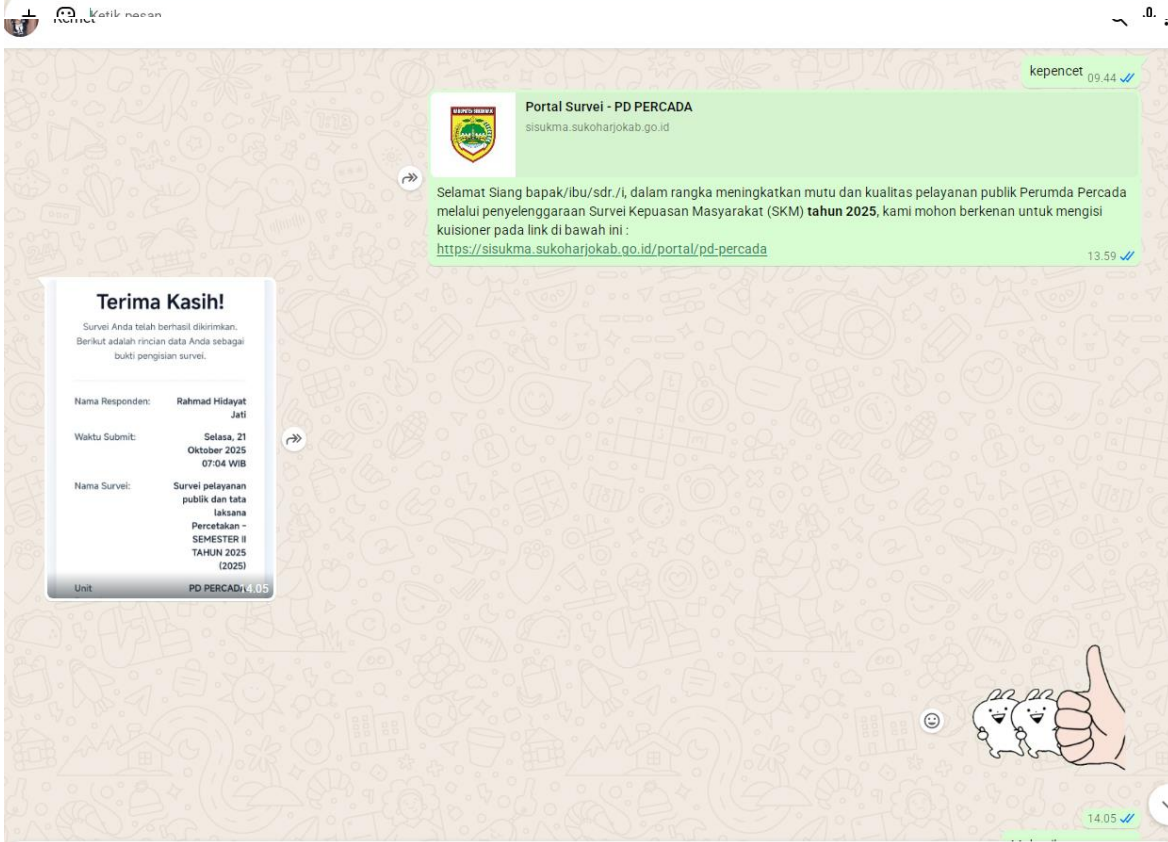 Ketik pesan
kepencet 09.44
Portal Survei - PD PERCADA
sisukma.sukoharjokab.go.id
Selamat Siang bapak/ibu/sdr./i, dalam rangka meningkatkan mutu dan kualitas pelayanan publik Perumda Percada
melalui penyelenggaraan Survei Kepuasan Masyarakat (SKM) tahun 2025, kami mohon berkenan untuk mengisi
kuisioner pada link di bawah ini :
https://sisukma.sukoharjokab.go.id/portal/pd-percada
13.59
Terima Kasih!
Survei Anda telah berhasil dikirimkan.
Berikut adalah rincian data Anda sebagai
bukti pengisian survei.
Nama Responden: Rahmad Hidayat
Jati
Waktu Submit: Selasa, 21
Oktober 2025
07:04 WIB
Nama Survei: Survei pelayanan
publik dan tata
laksana
Percetakan -
SEMESTER II
TAHUN 2025
(2025)
Unit PD PERCADA 14.05
14.05